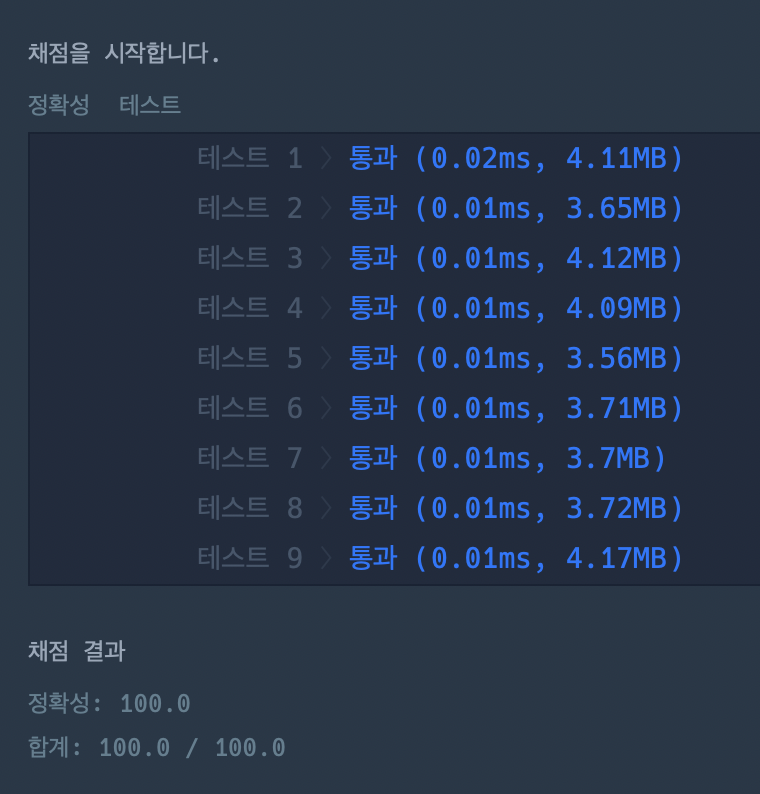 채점을 시작합니다.
정확성 테스트
테스트 1 > 통과 (0.02ms, 4.11MB)
테스트 2 > 통과 (0.01ms, 3.65MB)
테스트 3 > 통과 (0.01ms, 4.12MB)
테스트 4 > 통과 (0.01ms, 4.09MB)
테스트 5 > 통과 (0.01ms, 3.56MB)
테스트 6 > 통과 (0.01ms, 3.71MB)
테스트 7 > 통과 (0.01ms, 3.7MB)
테스트 8 > 통과 (0.01ms, 3.72MB)
테스트 9 > 통과 (0.01ms, 4.17MB)
채점 결과
정확성: 100.0
합계: 100.0 / 100.0